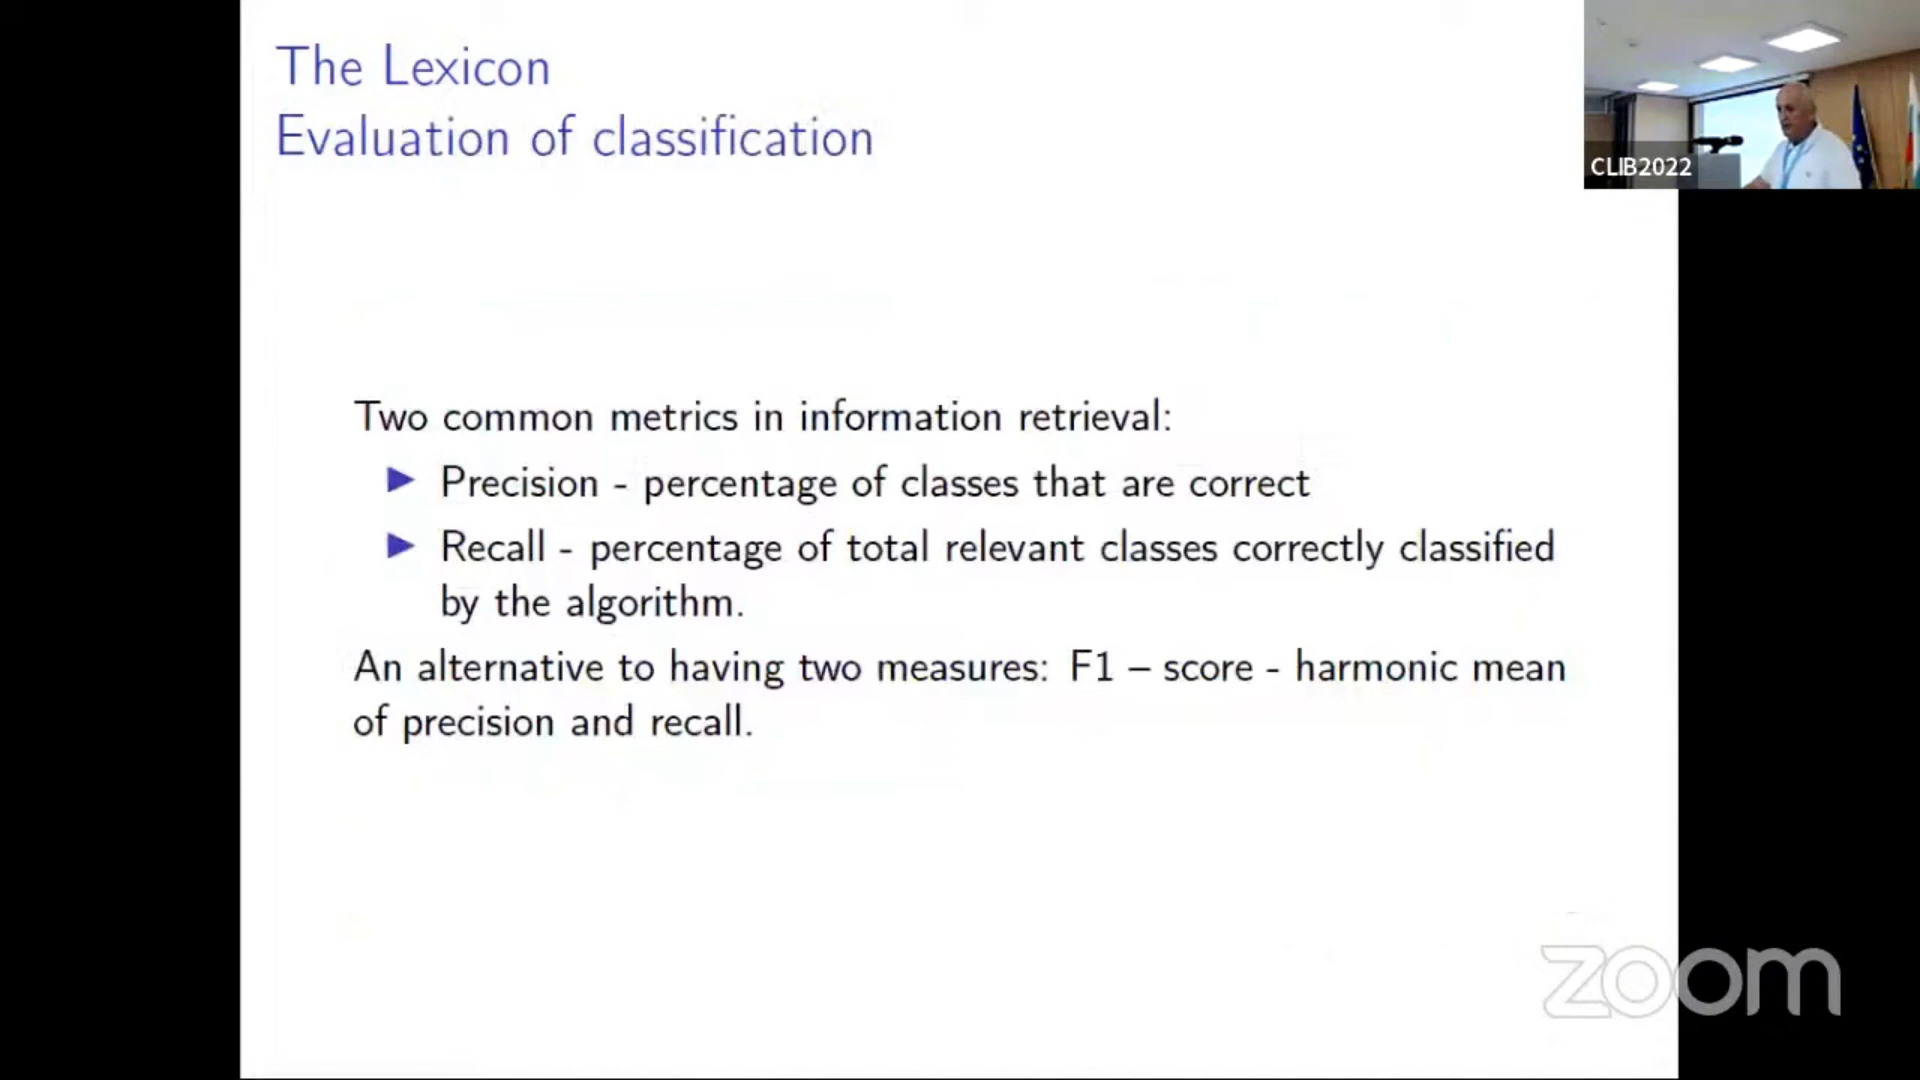 The Lexicon
Evaluation of classification
CLIB2022
Two common metrics in information retrieval:
▶ Precision - percentage of classes that are correct
▶ Recall - percentage of total relevant classes correctly classified
by the algorithm.
An alternative to having two measures: F1 – score - harmonic mean
of precision and recall.
zoom